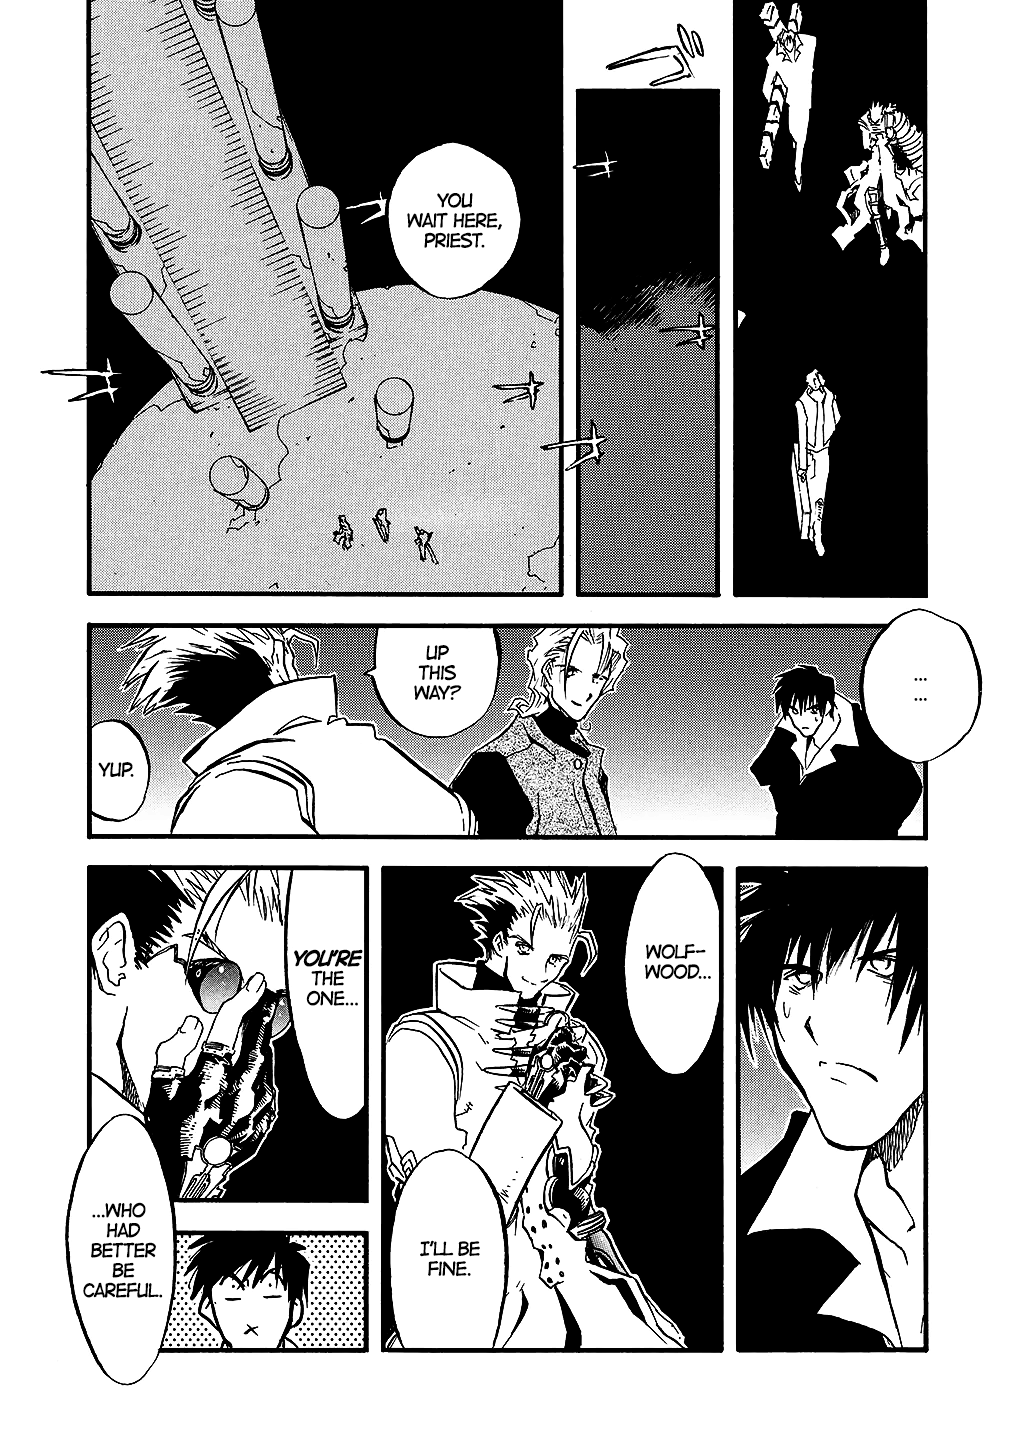 YOU
WAIT HERE,
PRIEST.
...
...
UP
THIS
WAY?
YUP.
WOLF-
WOOD...
I'LL BE
FINE.
YOU'RE
THE
ONE...
...WHO
HAD
BETTER
BE
CAREFUL.